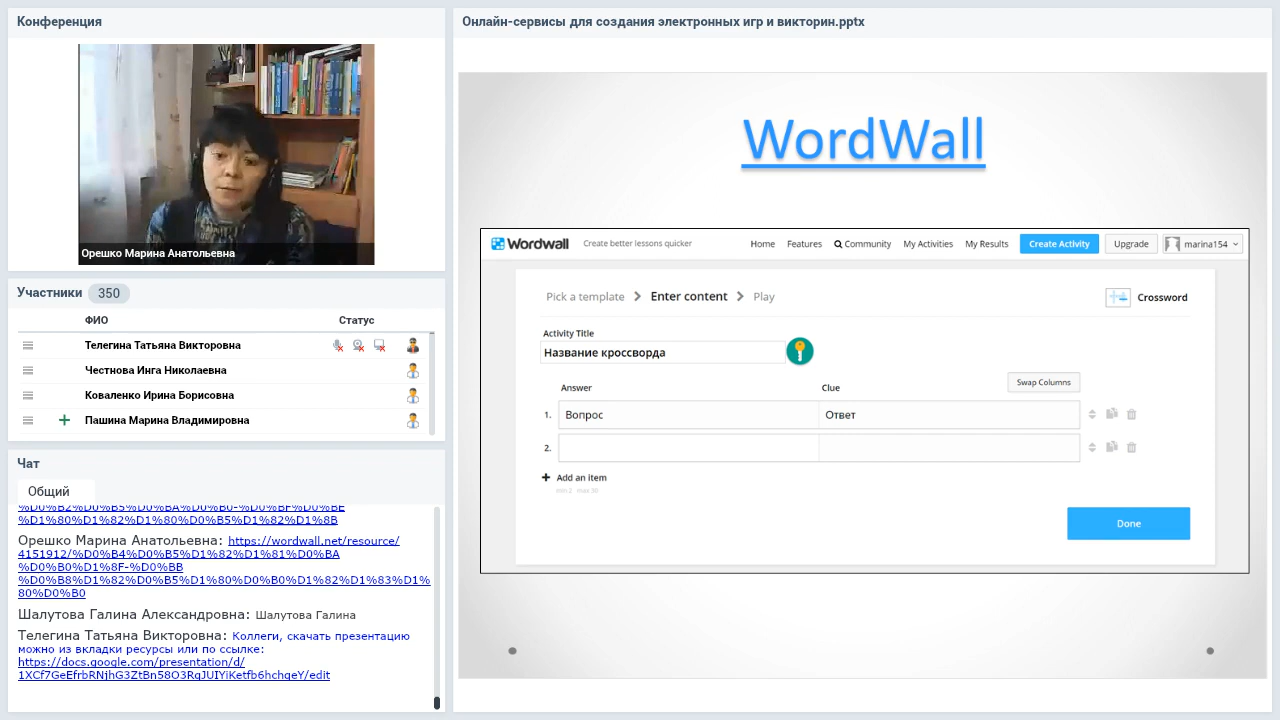 Конференция
Орешко Марина Анатольевна
Участники 350
ФИО Статус
Телегина Татьяна Викторовна
Честнова Инга Николаевна
Коваленко Ирина Борисовна
Пашина Марина Владимировна
Чат
Общий
%D0%B2%D0%B5%D0%BA%D0%B0-%D0%BF%D0%BE
%D1%80%D1%82%D1%80%D0%B5%D1%82%D1%8B
Орешко Марина Анатольевна: https://wordwall.net/resource/
4151912/%D0%B4%D0%B5%D1%82%D1%81%D0%BA
%D0%B0%D1%8F-%D0%BB
%D0%B8%D1%82%D0%B5%D1%80%D0%B0%D1%82%D1%83%D1%
80%D0%B0
Шалутова Галина Александровна: Шалутова Галина
Телегина Татьяна Викторовна: Коллеги, скачать презентацию
можно из вкладки ресурсы или по ссылке:
https://docs.google.com/presentation/d/
1XCf7GeEfrbRNjhG3ZtBn58O3RqJUIYiKetfb6hchqeY/edit
Онлайн-сервисы для создания электронных игр и викторин.pptx
WordWall
Wordwall Create better lessons quicker Home Features Community My Activities My Results Create Activity Upgrade marina154
Pick a template Enter content Play Crossword
Activity Title
Название кроссворда
Answer Clue Swap Columns
1. Вопрос Ответ
2.
+ Add an item
min 2 max 30
Done